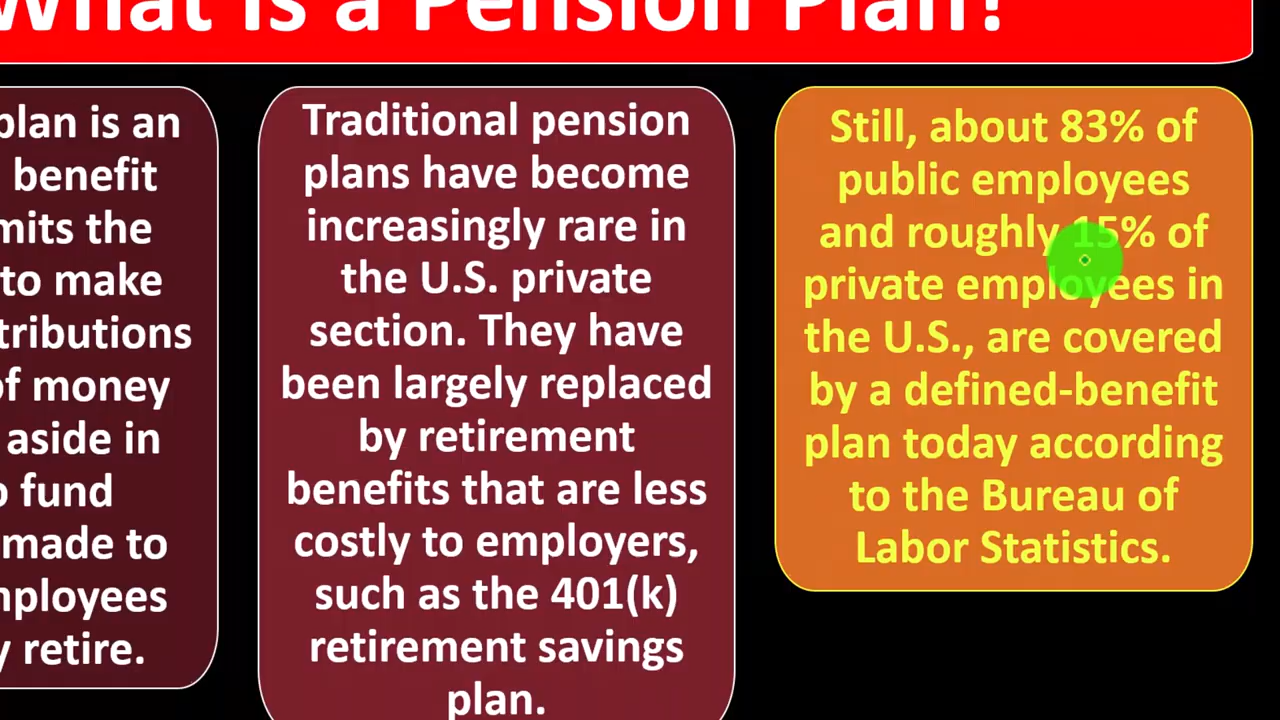 What is a Pension Plan?
plan is an
benefit
mits the
to make
tributions
of money
aside in
o fund
made to
mployees
y retire.
Traditional pension
plans have become
increasingly rare in
the U.S. private
section. They have
been largely replaced
by retirement
benefits that are less
costly to employers,
such as the 401(k)
retirement savings
plan.
Still, about 83% of
public employees
and roughly 15% of
private employees in
the U.S., are covered
by a defined-benefit
plan today according
to the Bureau of
Labor Statistics.